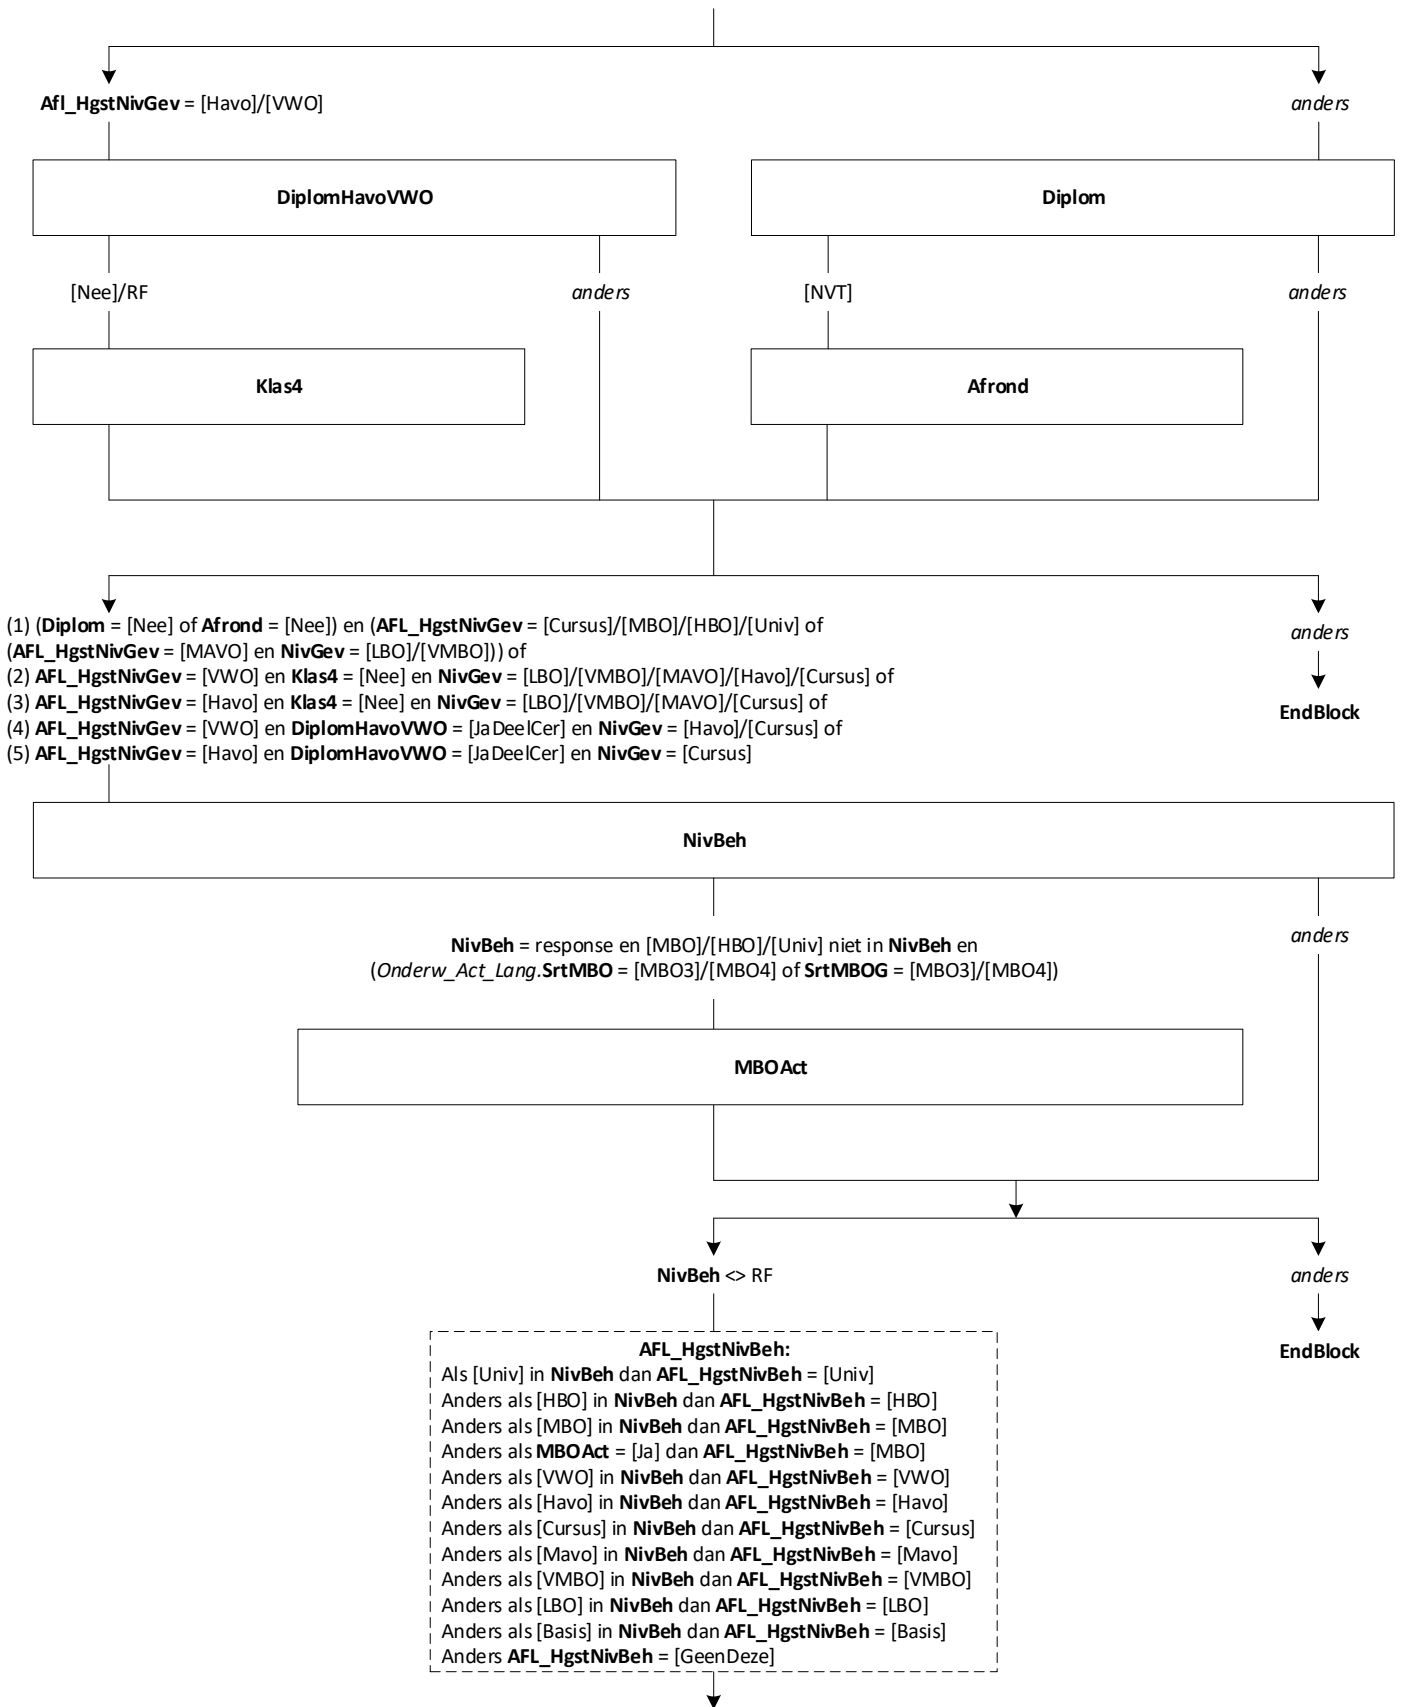 Afl_HgstNivGev = [Havo]/[VWO]
anders
DiplomHavoVWO
Diplom
[Nee]/RF
anders
[NVT]
anders
Klas4
Afrond
(1) (Diplom = [Nee] of Afrond = [Nee]) en (AFL_HgstNivGev = [Cursus]/[MBO]/[HBO]/[Univ] of
(AFL_HgstNivGev = [MAVO] en NivGev = [LBO]/[VMBO])) of
(2) AFL_HgstNivGev = [VWO] en Klas4 = [Nee] en NivGev = [LBO]/[VMBO]/[MAVO]/[Havo]/[Cursus] of
(3) AFL_HgstNivGev = [Havo] en Klas4 = [Nee] en NivGev = [LBO]/[VMBO]/[MAVO]/[Cursus] of
(4) AFL_HgstNivGev = [VWO] en DiplomHavoVWO = [JaDeelCer] en NivGev = [Havo]/[Cursus] of
(5) AFL_HgstNivGev = [Havo] en DiplomHavoVWO = [JaDeelCer] en NivGev = [Cursus]
anders
EndBlock
NivBeh
NivBeh = response en [MBO]/[HBO]/[Univ] niet in NivBeh en
(Onderw_Act_Lang.SrtMBO = [MBO3]/[MBO4] of SrtMBOG = [MBO3]/[MBO4])
anders
MBOAct
NivBeh <> RF
anders
EndBlock
AFL_HgstNivBeh:
Als [Univ] in NivBeh dan AFL_HgstNivBeh = [Univ]
Anders als [HBO] in NivBeh dan AFL_HgstNivBeh = [HBO]
Anders als [MBO] in NivBeh dan AFL_HgstNivBeh = [MBO]
Anders als MBOAct = [Ja] dan AFL_HgstNivBeh = [MBO]
Anders als [VWO] in NivBeh dan AFL_HgstNivBeh = [VWO]
Anders als [Havo] in NivBeh dan AFL_HgstNivBeh = [Havo]
Anders als [Cursus] in NivBeh dan AFL_HgstNivBeh = [Cursus]
Anders als [Mavo] in NivBeh dan AFL_HgstNivBeh = [Mavo]
Anders als [VMBO] in NivBeh dan AFL_HgstNivBeh = [VMBO]
Anders als [LBO] in NivBeh dan AFL_HgstNivBeh = [LBO]
Anders als [Basis] in NivBeh dan AFL_HgstNivBeh = [Basis]
Anders AFL_HgstNivBeh = [GeenDeze]